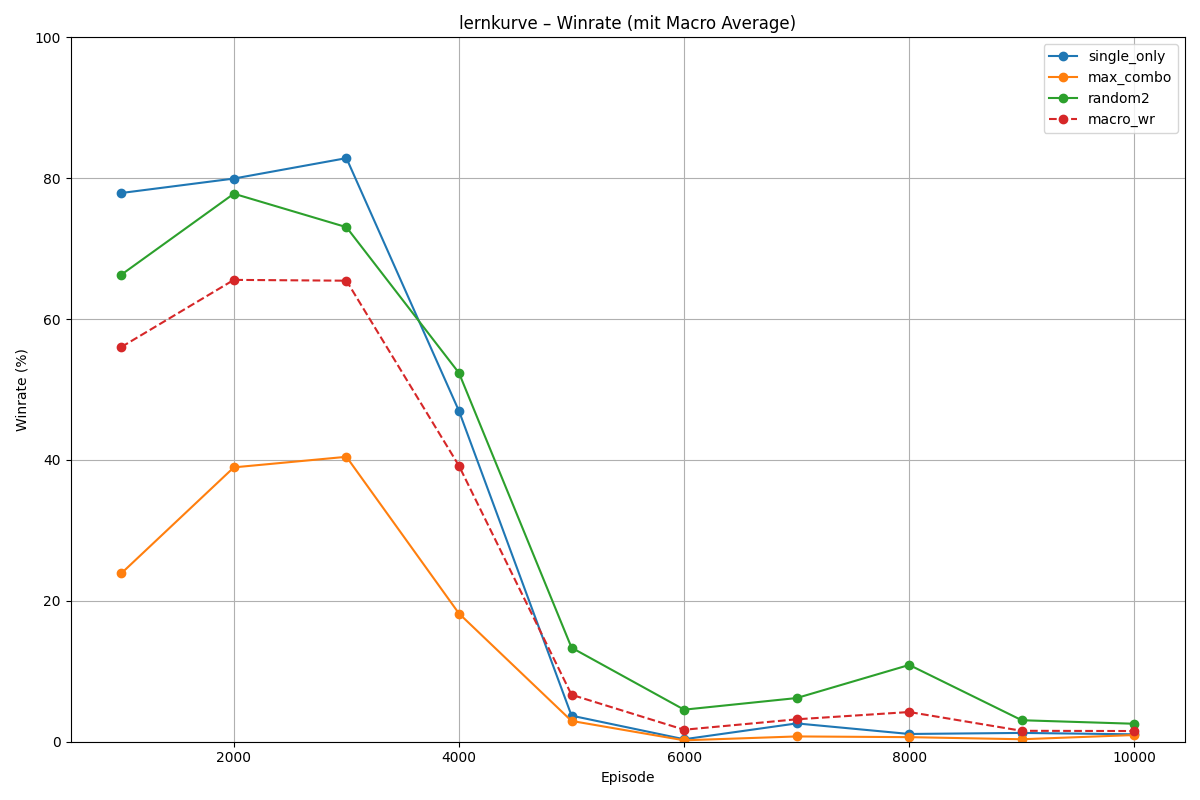 lernkurve – Winrate (mit Macro Average)
100
80
60
40
20
0
Winrate (%)
single_only
max_combo
random2
macro_wr
2000
4000
6000
8000
10000
Episode